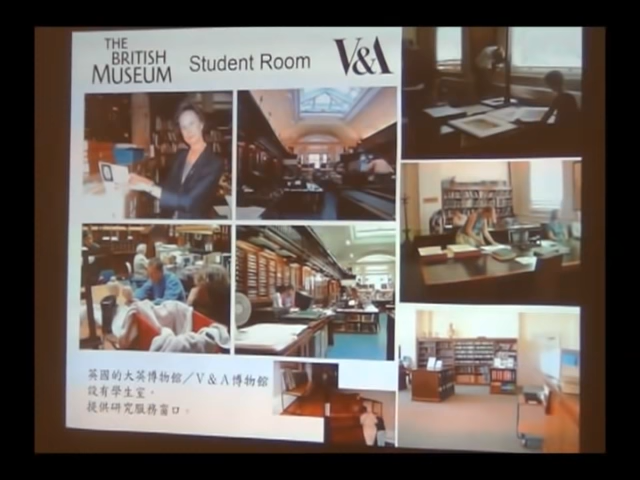 THE
BRITISH
MUSEUM
Student Room
V&A
英國的大英博物館／V＆A博物館
設有學生室，
提供研究服務窗口。